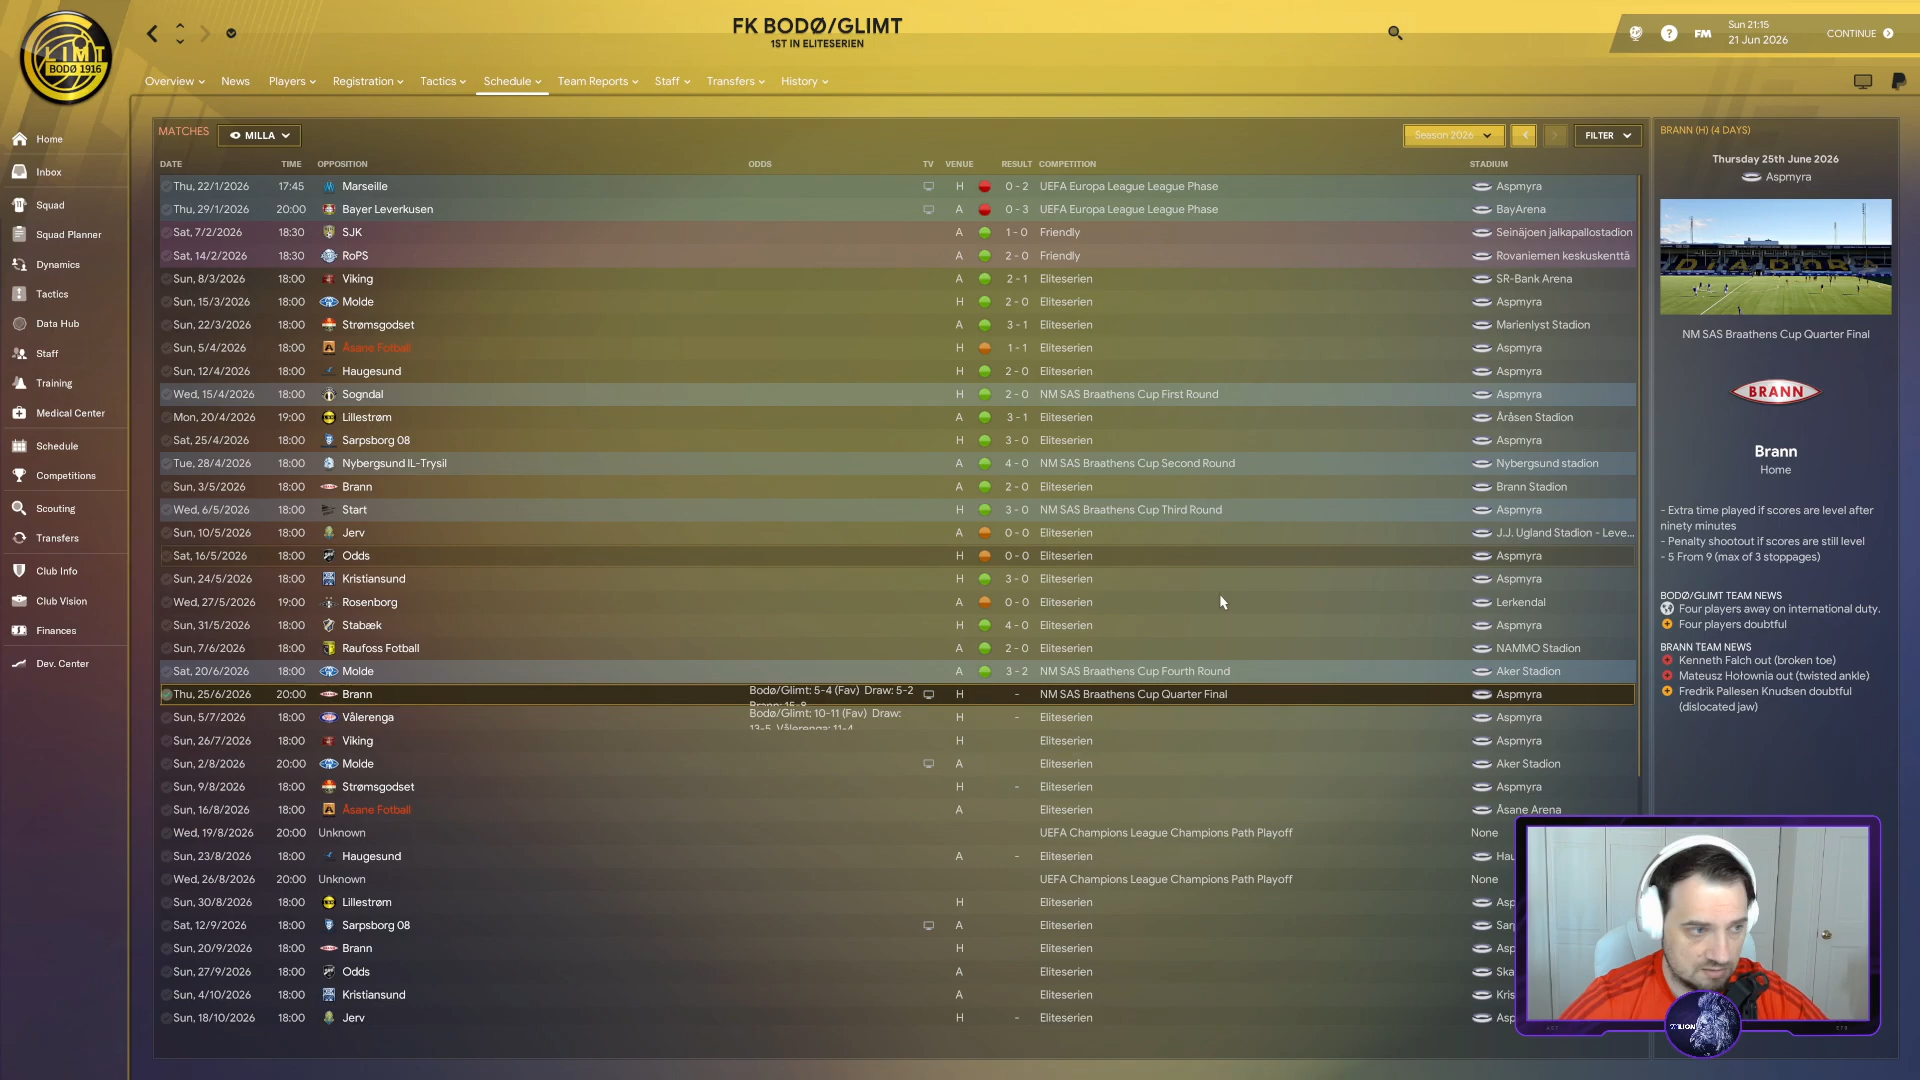 FK BODØ/GLIMT
1ST IN ELITESERIEN
Sun 21:15
21 Jun 2026
CONTINUE
FM
GLIMT
BODØ 1916
Overview News Players Registration Tactics Schedule Team Reports Staff Transfers History
Home
Inbox
Squad
Squad Planner
Dynamics
Tactics
Data Hub
Staff
Training
Medical Center
Schedule
Competitions
Scouting
Transfers
Club Info
Club Vision
Finances
Dev. Center
MATCHES MILLA Season 2026 FILTER
DATE TIME OPPOSITION ODDS TV VENUE RESULT COMPETITION STADIUM
Thu, 22/1/2026 17:45 Marseille H 0 - 2 UEFA Europa League League Phase Aspmyra
Thu, 29/1/2026 20:00 Bayer Leverkusen A 0 - 3 UEFA Europa League League Phase BayArena
Sat, 7/2/2026 18:30 SJK A 1 - 0 Friendly Seinäjoen jalkapallostadion
Sat, 14/2/2026 18:30 RoPS A 2 - 0 Friendly Rovaniemen keskuskenttä
Sun, 8/3/2026 18:00 Viking A 2 - 1 Eliteserien SR-Bank Arena
Sun, 15/3/2026 18:00 Molde H 2 - 0 Eliteserien Aspmyra
Sun, 22/3/2026 18:00 Strømsgodset A 3 - 1 Eliteserien Marienlyst Stadion
Sun, 5/4/2026 18:00 Åsane Fotball H 1 - 1 Eliteserien Aspmyra
Sun, 12/4/2026 18:00 Haugesund H 2 - 0 Eliteserien Aspmyra
Wed, 15/4/2026 18:00 Sogndal H 2 - 0 NM SAS Braathens Cup First Round Aspmyra
Mon, 20/4/2026 19:00 Lillestrøm A 3 - 1 Eliteserien Åråsen Stadion
Sat, 25/4/2026 18:00 Sarpsborg 08 H 3 - 0 Eliteserien Aspmyra
Tue, 28/4/2026 18:00 Nybergsund IL-Trysil A 4 - 0 NM SAS Braathens Cup Second Round Nybergsund stadion
Sun, 3/5/2026 18:00 Brann A 2 - 0 Eliteserien Brann Stadion
Wed, 6/5/2026 18:00 Start H 3 - 0 NM SAS Braathens Cup Third Round Aspmyra
Sun, 10/5/2026 18:00 Jerv A 0 - 0 Eliteserien J.J. Ugland Stadion - Leve...
Sat, 16/5/2026 18:00 Odds H 0 - 0 Eliteserien Aspmyra
Sun, 24/5/2026 18:00 Kristiansund H 3 - 0 Eliteserien Aspmyra
Wed, 27/5/2026 19:00 Rosenborg A 0 - 0 Eliteserien Lerkendal
Sun, 31/5/2026 18:00 Stabæk H 4 - 0 Eliteserien Aspmyra
Sun, 7/6/2026 18:00 Raufoss Fotball A 2 - 0 Eliteserien NAMMO Stadion
Sat, 20/6/2026 18:00 Molde A 3 - 2 NM SAS Braathens Cup Fourth Round Aker Stadion
Thu, 25/6/2026 20:00 Brann Bodø/Glimt: 5-4 (Fav) Draw: 5-2 H - NM SAS Braathens Cup Quarter Final Aspmyra
Sun, 5/7/2026 18:00 Vålerenga Bodø/Glimt: 10-11 (Fav) Draw: H - Eliteserien Aspmyra
13-5 Vålerenga: 11-4
Sun, 26/7/2026 18:00 Viking H Eliteserien Aspmyra
Sun, 2/8/2026 20:00 Molde A Eliteserien Aker Stadion
Sun, 9/8/2026 18:00 Strømsgodset H - Eliteserien Aspmyra
Sun, 16/8/2026 18:00 Åsane Fotball A Eliteserien Åsane Arena
Wed, 19/8/2026 20:00 Unknown UEFA Champions League Champions Path Playoff None
Sun, 23/8/2026 18:00 Haugesund A - Eliteserien Hau
Wed, 26/8/2026 20:00 Unknown UEFA Champions League Champions Path Playoff None
Sun, 30/8/2026 18:00 Lillestrøm H Eliteserien Asp
Sat, 12/9/2026 18:00 Sarpsborg 08 A Eliteserien Sar
Sun, 20/9/2026 18:00 Brann H Eliteserien Asp
Sun, 27/9/2026 18:00 Odds A Eliteserien Ska
Sun, 4/10/2026 18:00 Kristiansund A Eliteserien Kris
Sun, 18/10/2026 18:00 Jerv H - Eliteserien Asp
BRANN (H) (4 DAYS)
Thursday 25th June 2026
Aspmyra
NM SAS Braathens Cup Quarter Final
BRANN
Brann
Home
- Extra time played if scores are level after
ninety minutes
- Penalty shootout if scores are still level
- 5 From 9 (max of 3 stoppages)
BODØ/GLIMT TEAM NEWS
Four players away on international duty.
Four players doubtful
BRANN TEAM NEWS
Kenneth Falch out (broken toe)
Mateusz Hołownia out (twisted ankle)
Fredrik Pallesen Knudsen doubtful
(dislocated jaw)